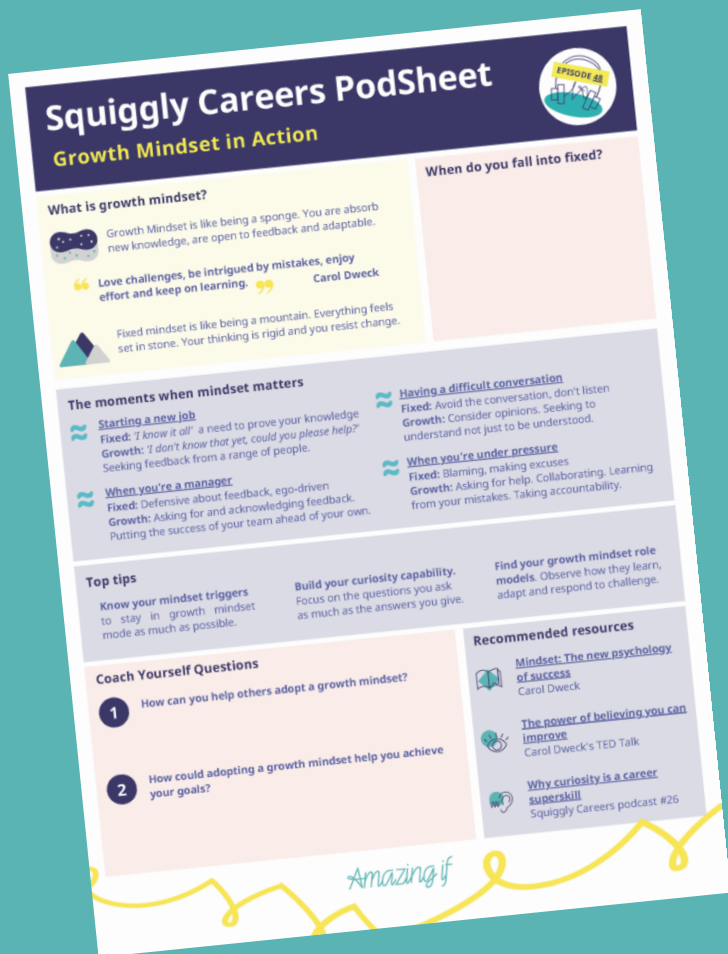 Squiggly Careers PodSheet
Growth Mindset in Action
EPISODE 48
What is growth mindset?
Growth Mindset is like being a sponge. You are absorb
new knowledge, are open to feedback and adaptable.
“ Love challenges, be intrigued by mistakes, enjoy
effort and keep on learning. ” Carol Dweck
Fixed mindset is like being a mountain. Everything feels
set in stone. Your thinking is rigid and you resist change.
When do you fall into fixed?
The moments when mindset matters
Starting a new job
Fixed: 'I know it all' a need to prove your knowledge
Growth: 'I don't know that yet, could you please help?'
Seeking feedback from a range of people.
When you're a manager
Fixed: Defensive about feedback, ego-driven
Growth: Asking for and acknowledging feedback.
Putting the success of your team ahead of your own.
Having a difficult conversation
Fixed: Avoid the conversation, don't listen
Growth: Consider opinions. Seeking to
understand not just to be understood.
When you're under pressure
Fixed: Blaming, making excuses
Growth: Asking for help. Collaborating. Learning
from your mistakes. Taking accountability.
Top tips
Know your mindset triggers
to stay in growth mindset
mode as much as possible.
Build your curiosity capability.
Focus on the questions you ask
as much as the answers you give.
Find your growth mindset role
models. Observe how they learn,
adapt and respond to challenge.
Coach Yourself Questions
1 How can you help others adopt a growth mindset?
2 How could adopting a growth mindset help you achieve
your goals?
Recommended resources
Mindset: The new psychology
of success
Carol Dweck
The power of believing you can
improve
Carol Dweck's TED Talk
Why curiosity is a career
superskill
Squiggly Careers podcast #26
Amazing if